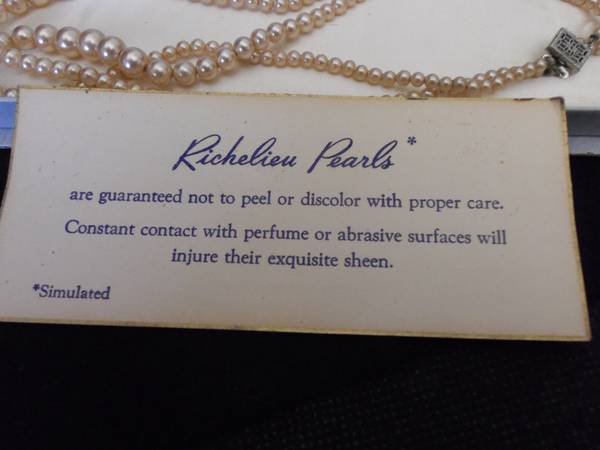 Richelieu Pearls*
are guaranteed not to peel or discolor with proper care.
Constant contact with perfume or abrasive surfaces will
injure their exquisite sheen.
*Simulated